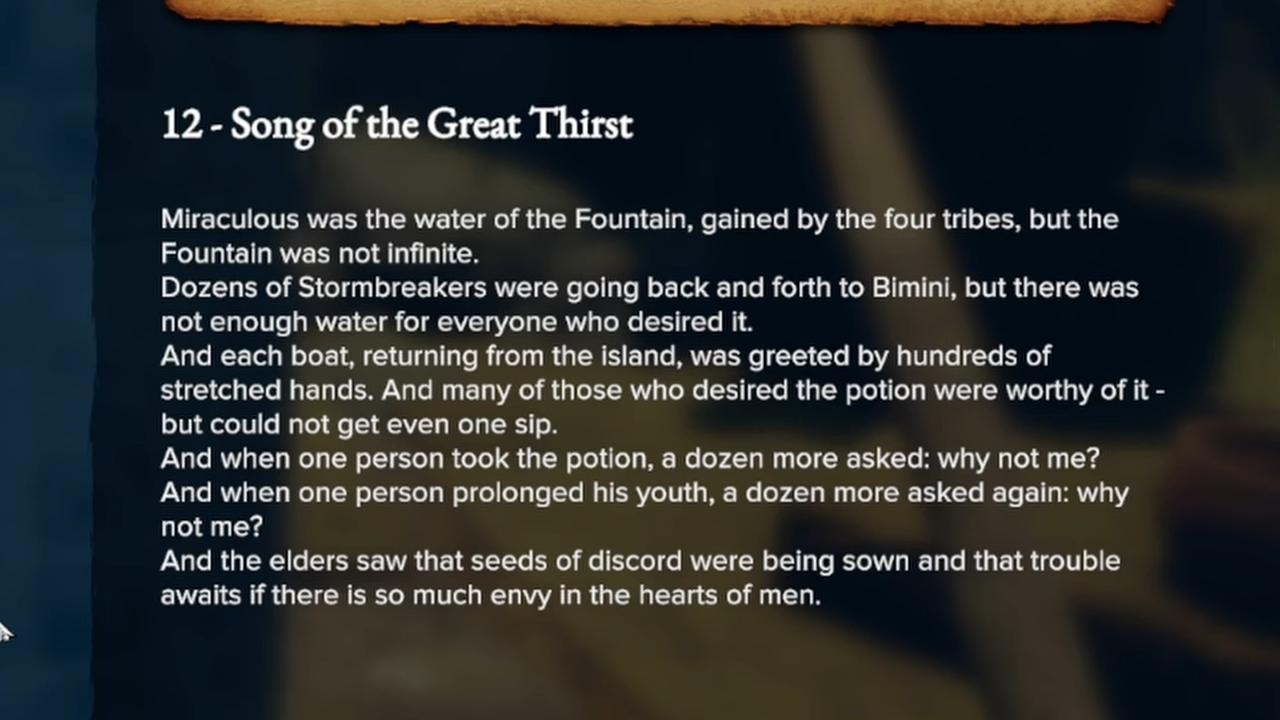 12 - Song of the Great Thirst
Miraculous was the water of the Fountain, gained by the four tribes, but the
Fountain was not infinite.
Dozens of Stormbreakers were going back and forth to Bimini, but there was
not enough water for everyone who desired it.
And each boat, returning from the island, was greeted by hundreds of
stretched hands. And many of those who desired the potion were worthy of it -
but could not get even one sip.
And when one person took the potion, a dozen more asked: why not me?
And when one person prolonged his youth, a dozen more asked again: why
not me?
And the elders saw that seeds of discord were being sown and that trouble
awaits if there is so much envy in the hearts of men.